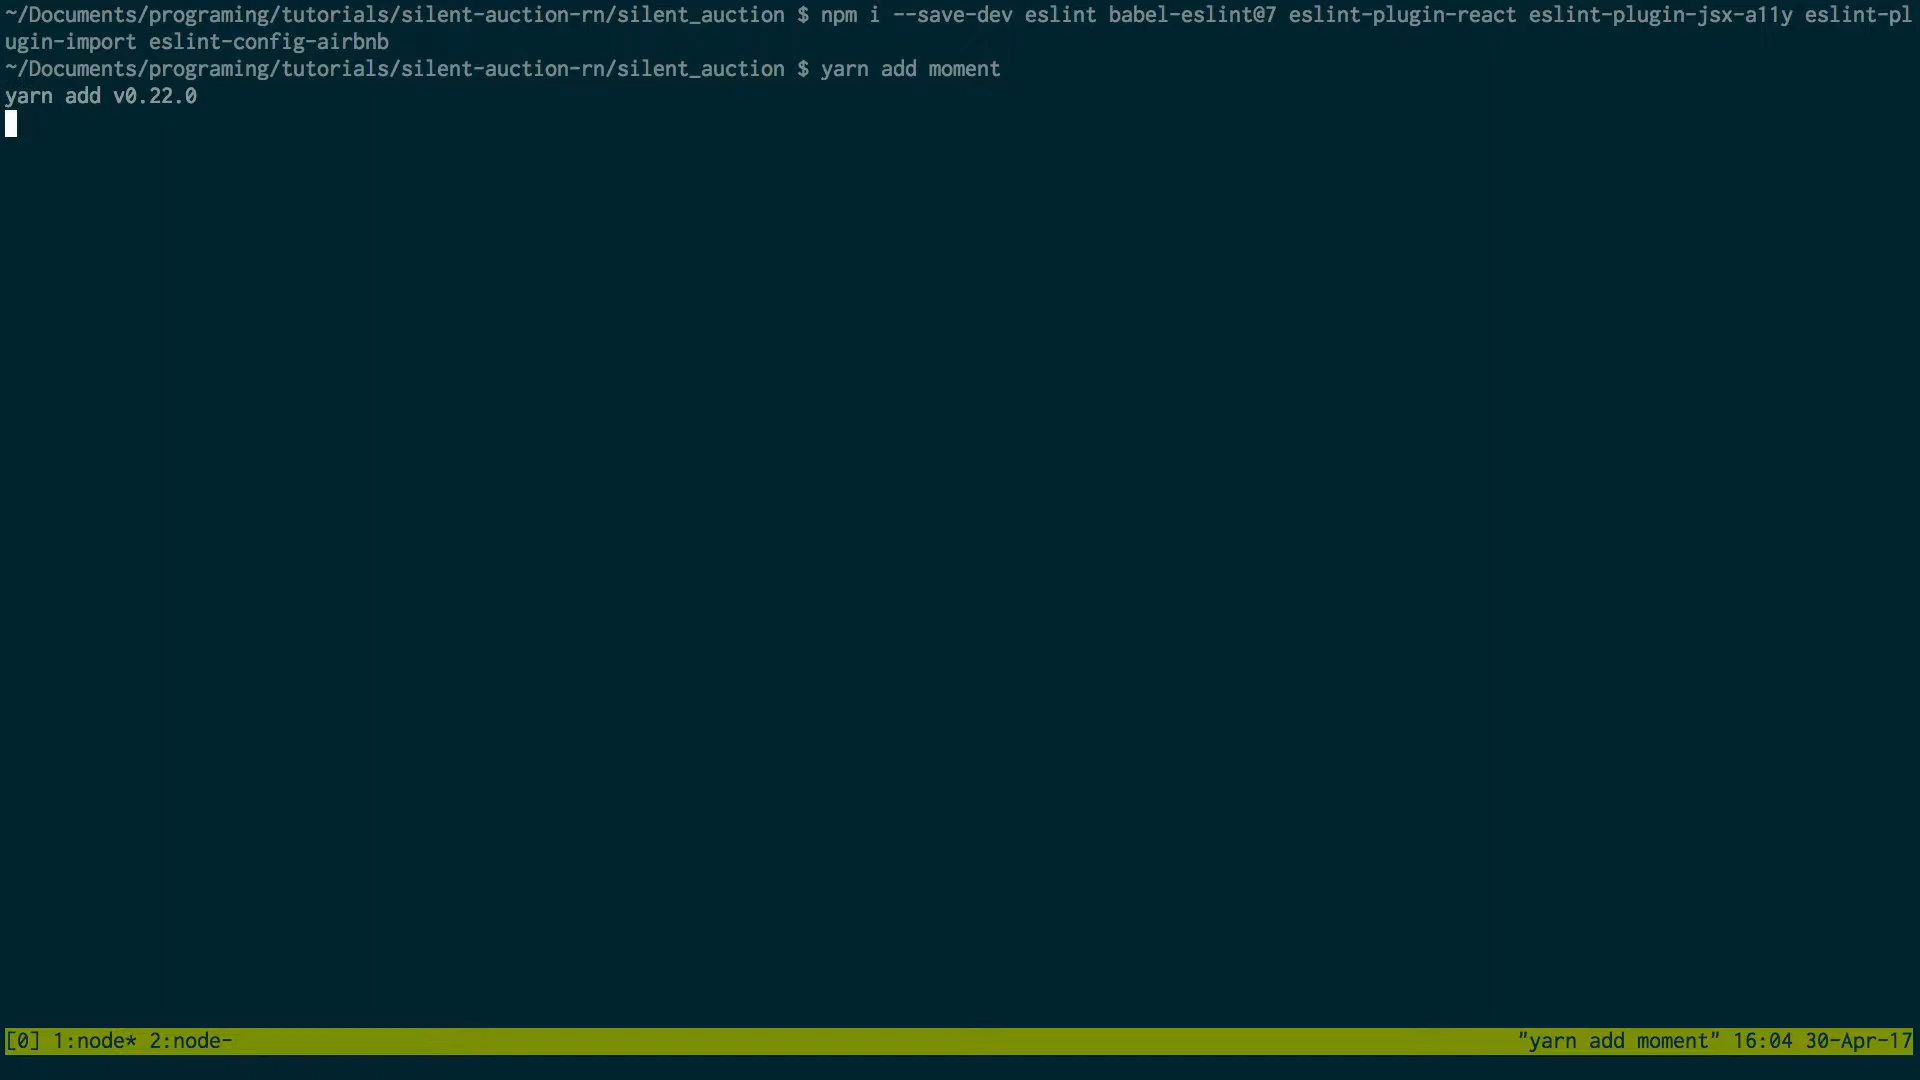 ~/Documents/programing/tutorials/silent-auction-rn/silent_auction $ npm i --save-dev eslint babel-eslint@7 eslint-plugin-react eslint-plugin-jsx-a11y eslint-pl
ugin-import eslint-config-airbnb
~/Documents/programing/tutorials/silent-auction-rn/silent_auction $ yarn add moment
yarn add v0.22.0
[0] 1:node* 2:node- "yarn add moment" 16:04 30-Apr-17